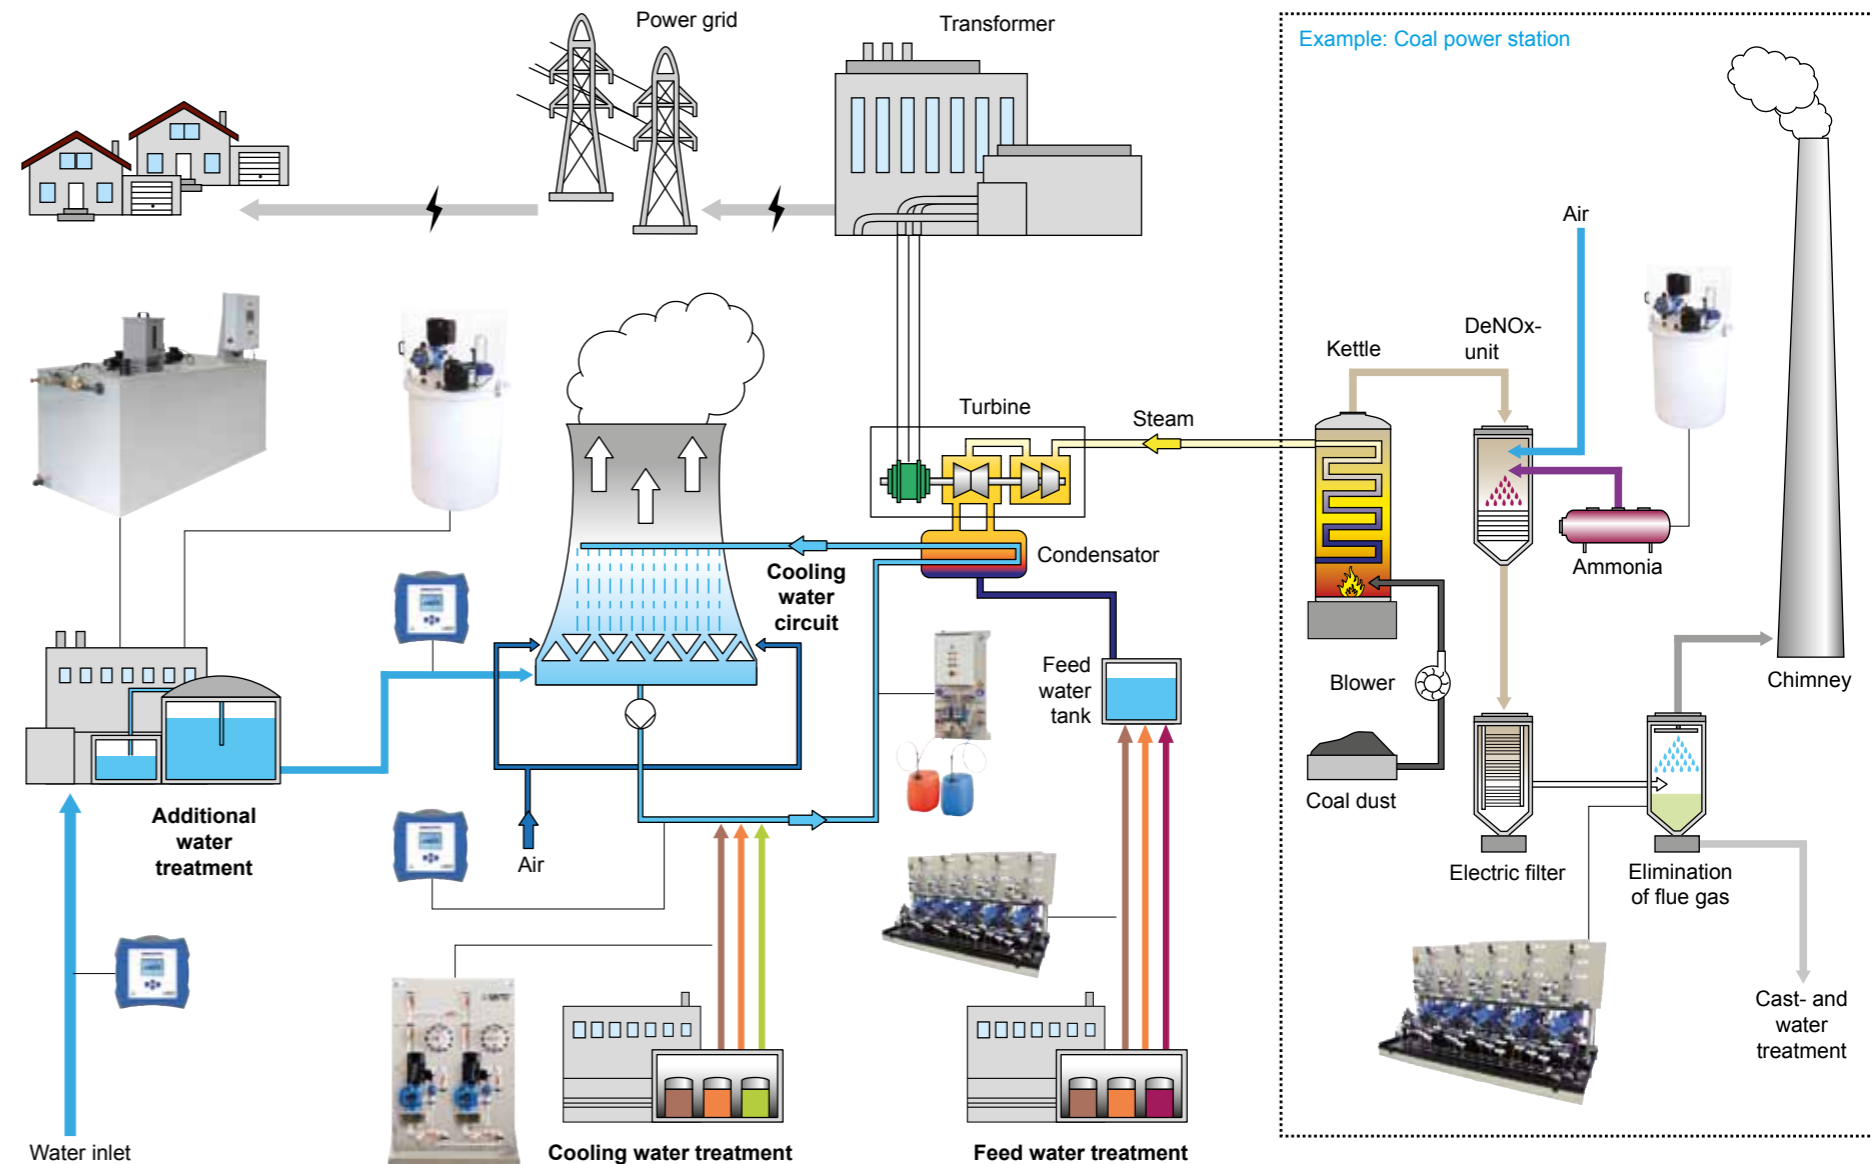 Power grid
Transformer
Example: Coal power station
Air
DeNOx-
unit
Kettle
Turbine
Steam
Condensator
Ammonia
Cooling
water
circuit
Feed
water
tank
Blower
Chimney
Coal dust
Additional
water
treatment
Air
Electric filter
Elimination
of flue gas
Cast- and
water
treatment
Water inlet
Cooling water treatment
Feed water treatment